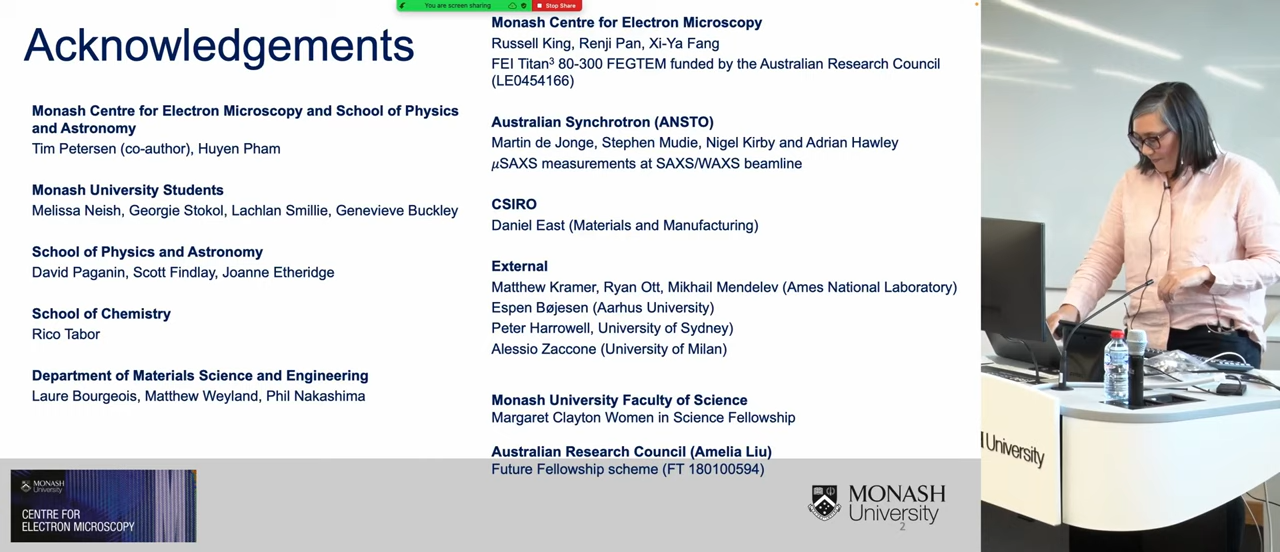 You are screen sharing
Stop Share
Acknowledgements
Monash Centre for Electron Microscopy and School of Physics
and Astronomy
Tim Petersen (co-author), Huyen Pham
Monash University Students
Melissa Neish, Georgie Stokol, Lachlan Smillie, Genevieve Buckley
School of Physics and Astronomy
David Paganin, Scott Findlay, Joanne Etheridge
School of Chemistry
Rico Tabor
Department of Materials Science and Engineering
Laure Bourgeois, Matthew Weyland, Phil Nakashima
Monash Centre for Electron Microscopy
Russell King, Renji Pan, Xi-Ya Fang
FEI Titan³ 80-300 FEGTEM funded by the Australian Research Council
(LE0454166)
Australian Synchrotron (ANSTO)
Martin de Jonge, Stephen Mudie, Nigel Kirby and Adrian Hawley
μSAXS measurements at SAXS/WAXS beamline
CSIRO
Daniel East (Materials and Manufacturing)
External
Matthew Kramer, Ryan Ott, Mikhail Mendelev (Ames National Laboratory)
Espen Bøjesen (Aarhus University)
Peter Harrowell, University of Sydney)
Alessio Zaccone (University of Milan)
Monash University Faculty of Science
Margaret Clayton Women in Science Fellowship
Australian Research Council (Amelia Liu)
Future Fellowship scheme (FT 180100594)
MONASH
University
CENTRE FOR
ELECTRON MICROSCOPY
MONASH
University
2
University